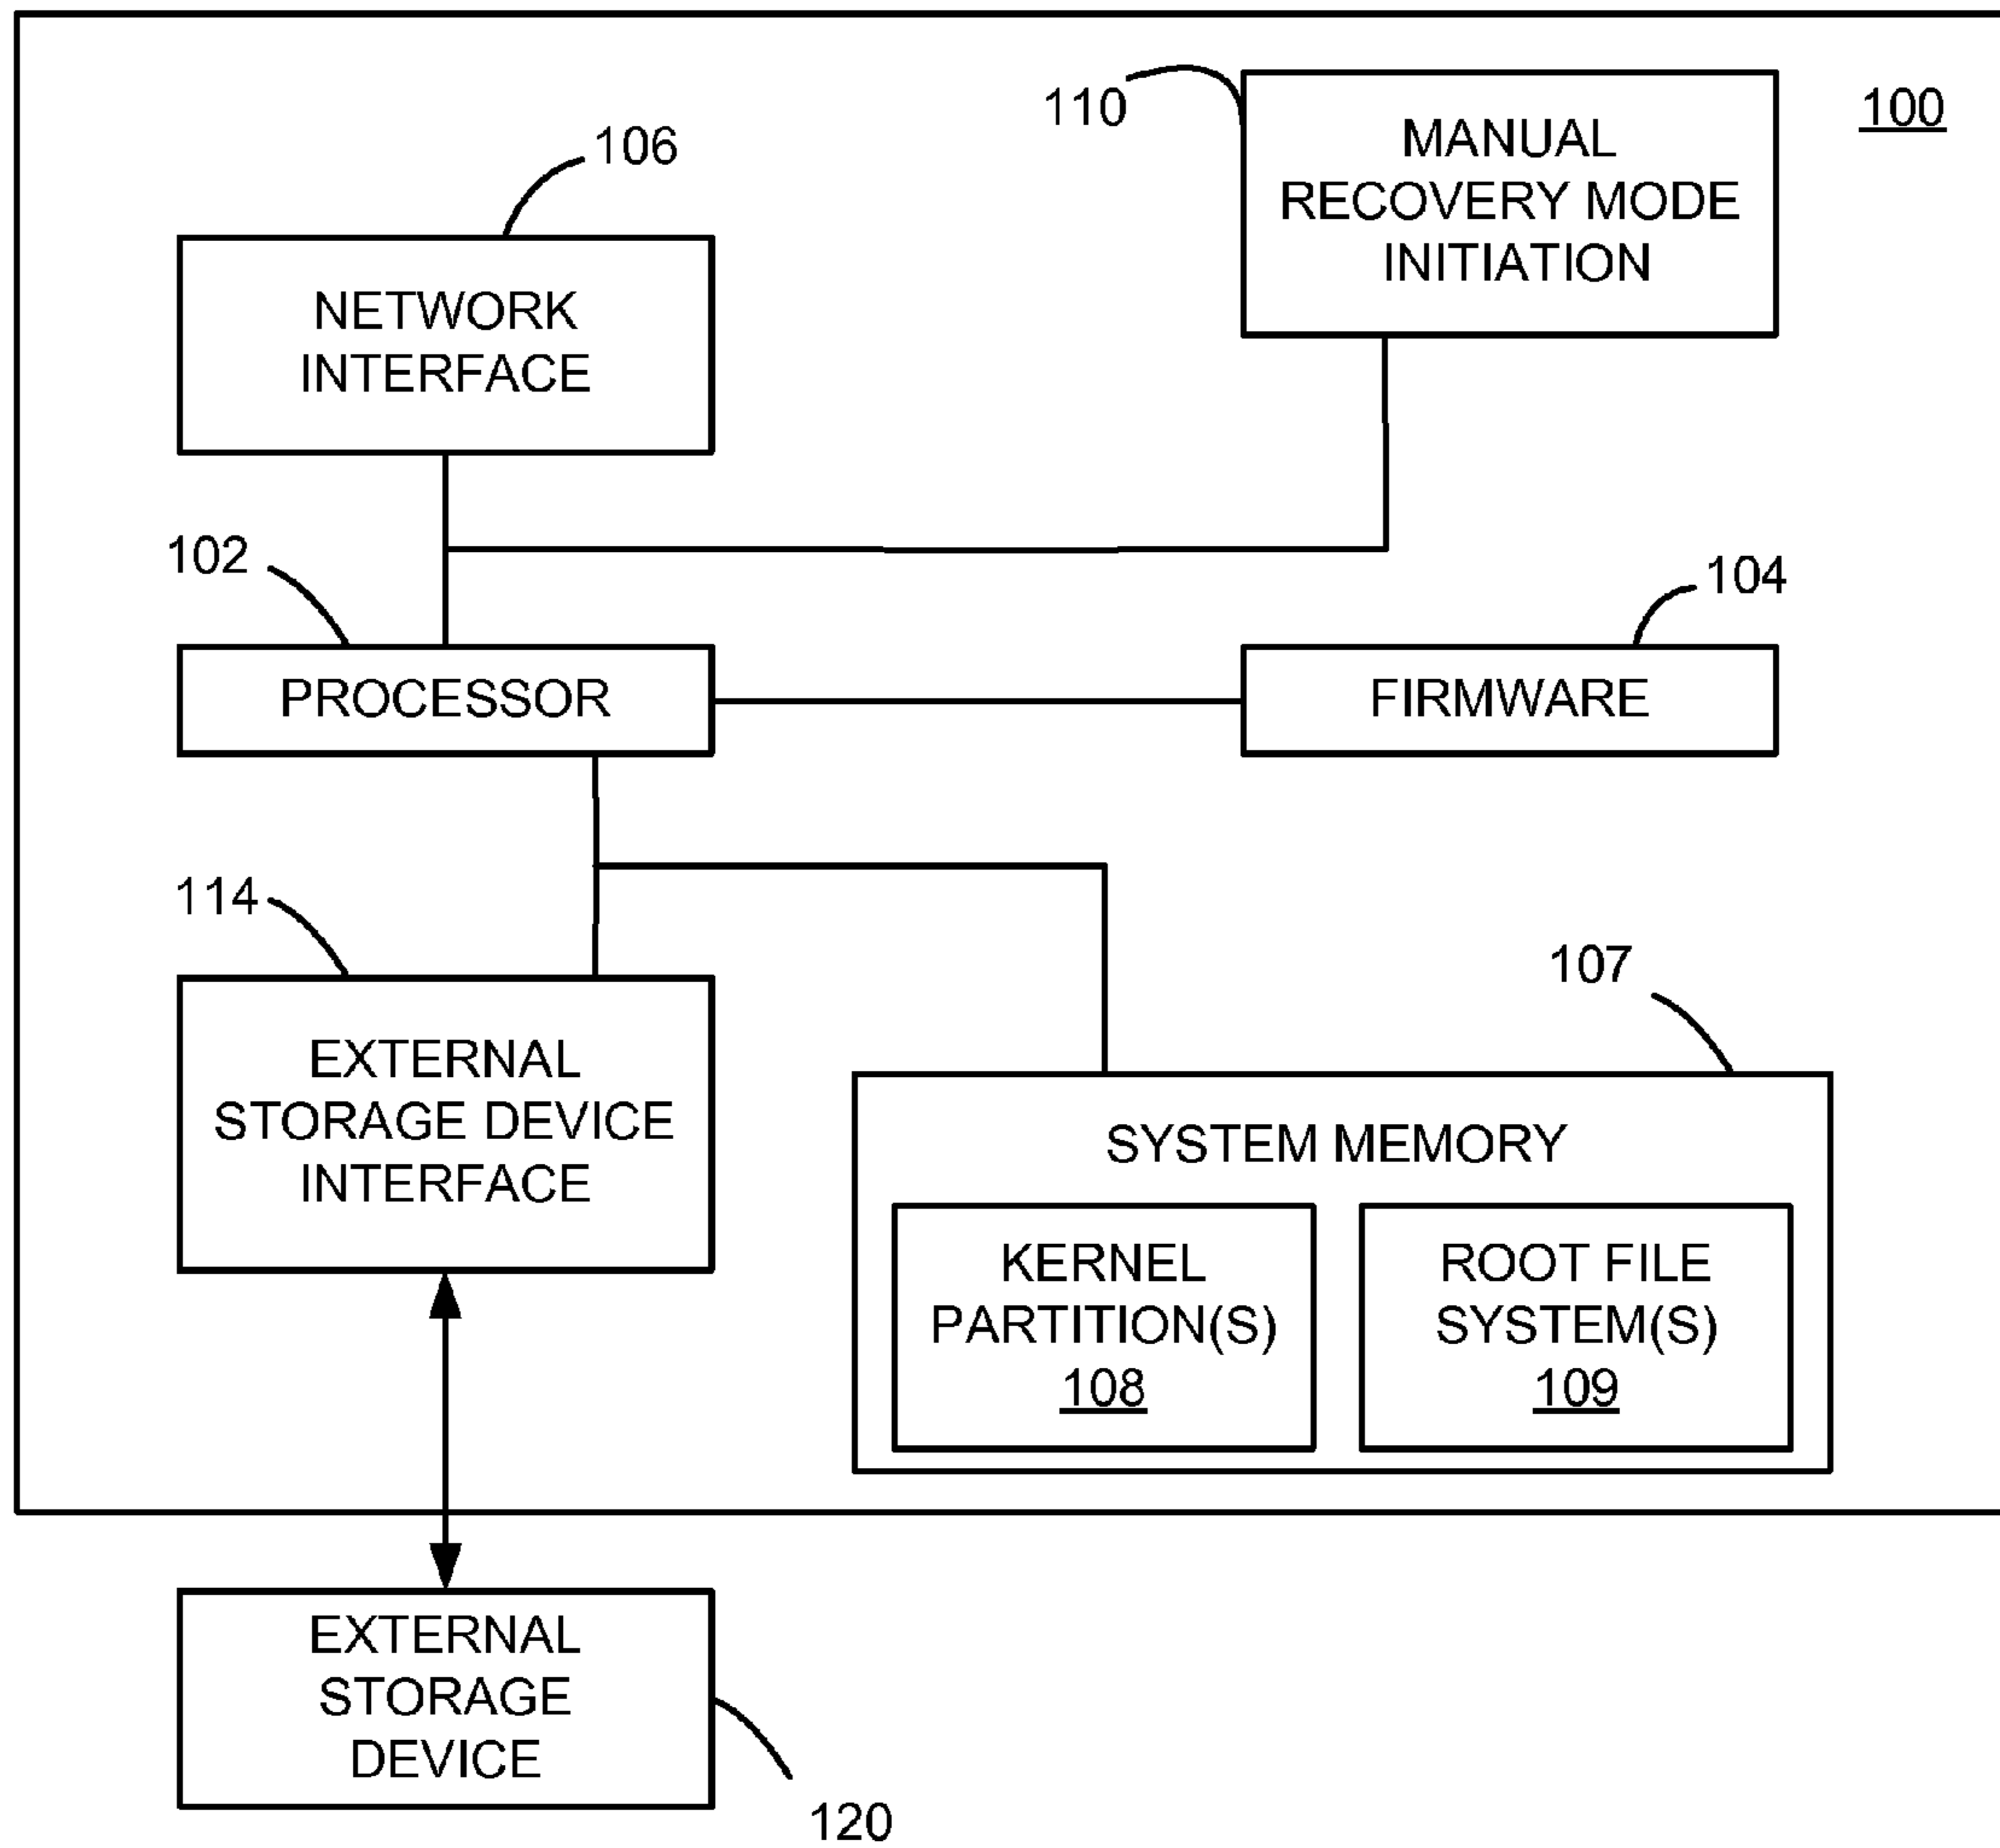 110
MANUAL
RECOVERY MODE
INITIATION
100
106
NETWORK
INTERFACE
102
PROCESSOR
104
FIRMWARE
114
EXTERNAL
STORAGE DEVICE
INTERFACE
107
SYSTEM MEMORY
KERNEL
PARTITION(S)
108
ROOT FILE
SYSTEM(S)
109
EXTERNAL
STORAGE
DEVICE
120